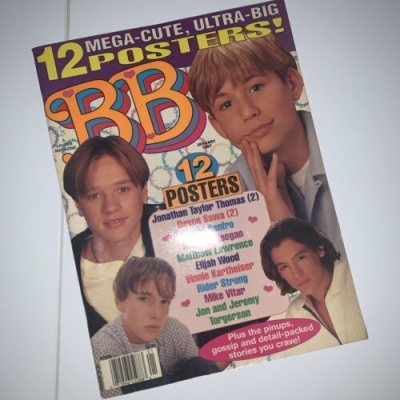 12 MEGA-CUTE, ULTRA-BIG
POSTERS!
BB
JANUARY
12
POSTERS
Jonathan Taylor Thomas (2)
Devon Sawa (2)
Matthew Lawrence
Elijah Wood
Vinnie Kartheiser
Rider Strong
Mike Vitar
Jon and Jeremy
Torgerson
Plus the pinups,
gossip and detail-packed
stories you crave!